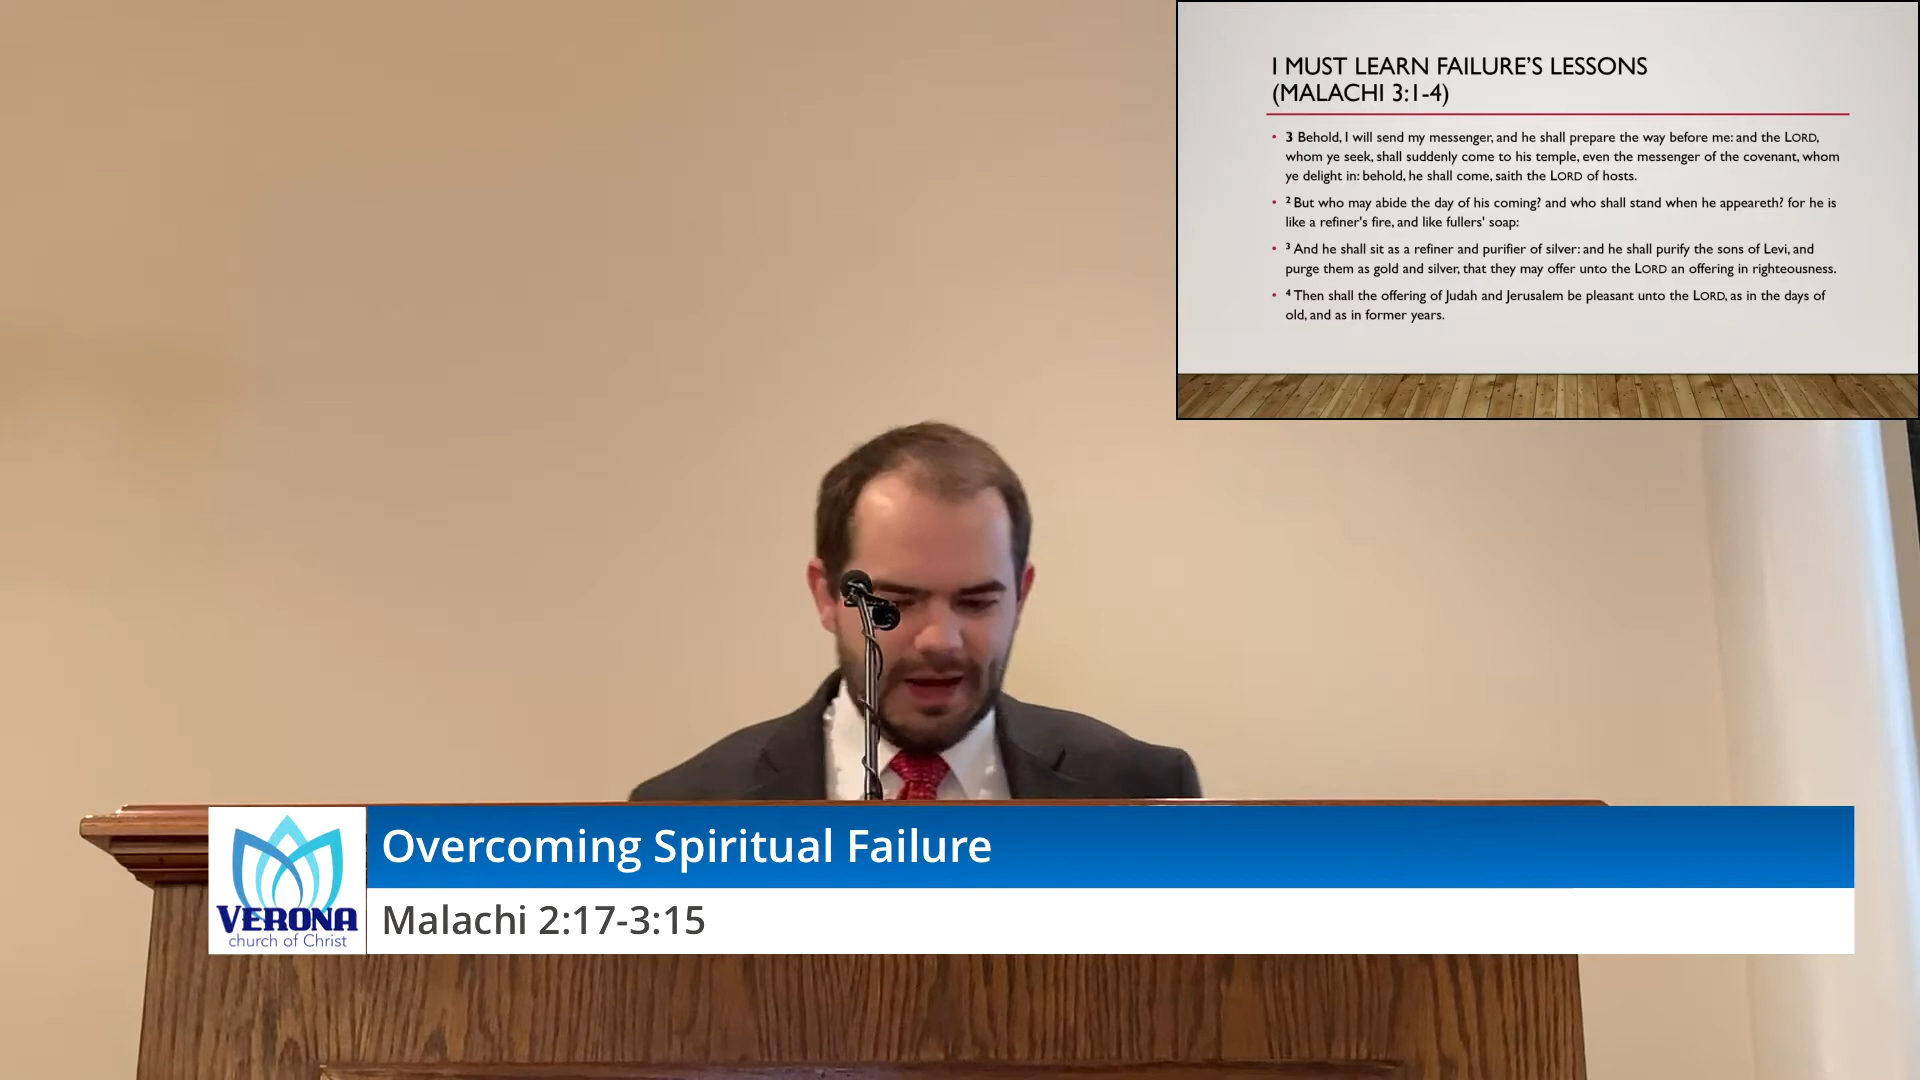 I MUST LEARN FAILURE'S LESSONS
(MALACHI 3:1-4)
• 3 Behold, I will send my messenger, and he shall prepare the way before me: and the LORD,
whom ye seek, shall suddenly come to his temple, even the messenger of the covenant, whom
ye delight in: behold, he shall come, saith the LORD of hosts.
• 2 But who may abide the day of his coming? and who shall stand when he appeareth? for he is
like a refiner's fire, and like fullers' soap:
• 3 And he shall sit as a refiner and purifier of silver: and he shall purify the sons of Levi, and
purge them as gold and silver, that they may offer unto the LORD an offering in righteousness.
• 4 Then shall the offering of Judah and Jerusalem be pleasant unto the LORD, as in the days of
old, and as in former years.
Overcoming Spiritual Failure
Malachi 2:17-3:15
VERONA
church of Christ